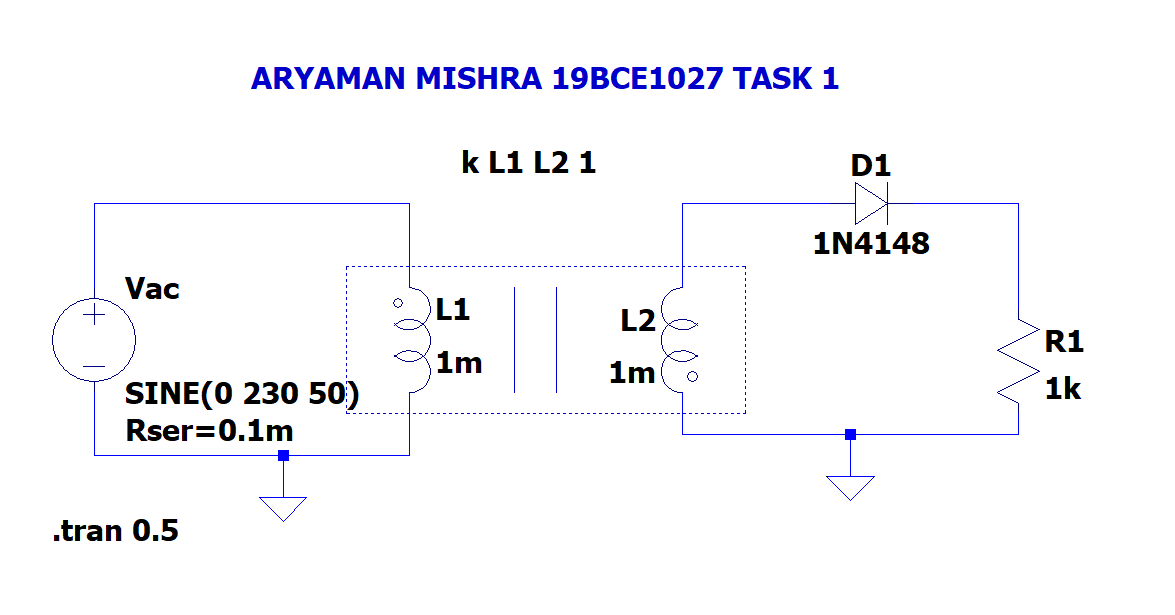 ARYAMAN MISHRA 19BCE1027 TASK 1
k L1 L2 1
D1
1N4148
Vac
L1
1m
L2
1m
R1
1k
SINE(0 230 50)
Rser=0.1m
.tran 0.5